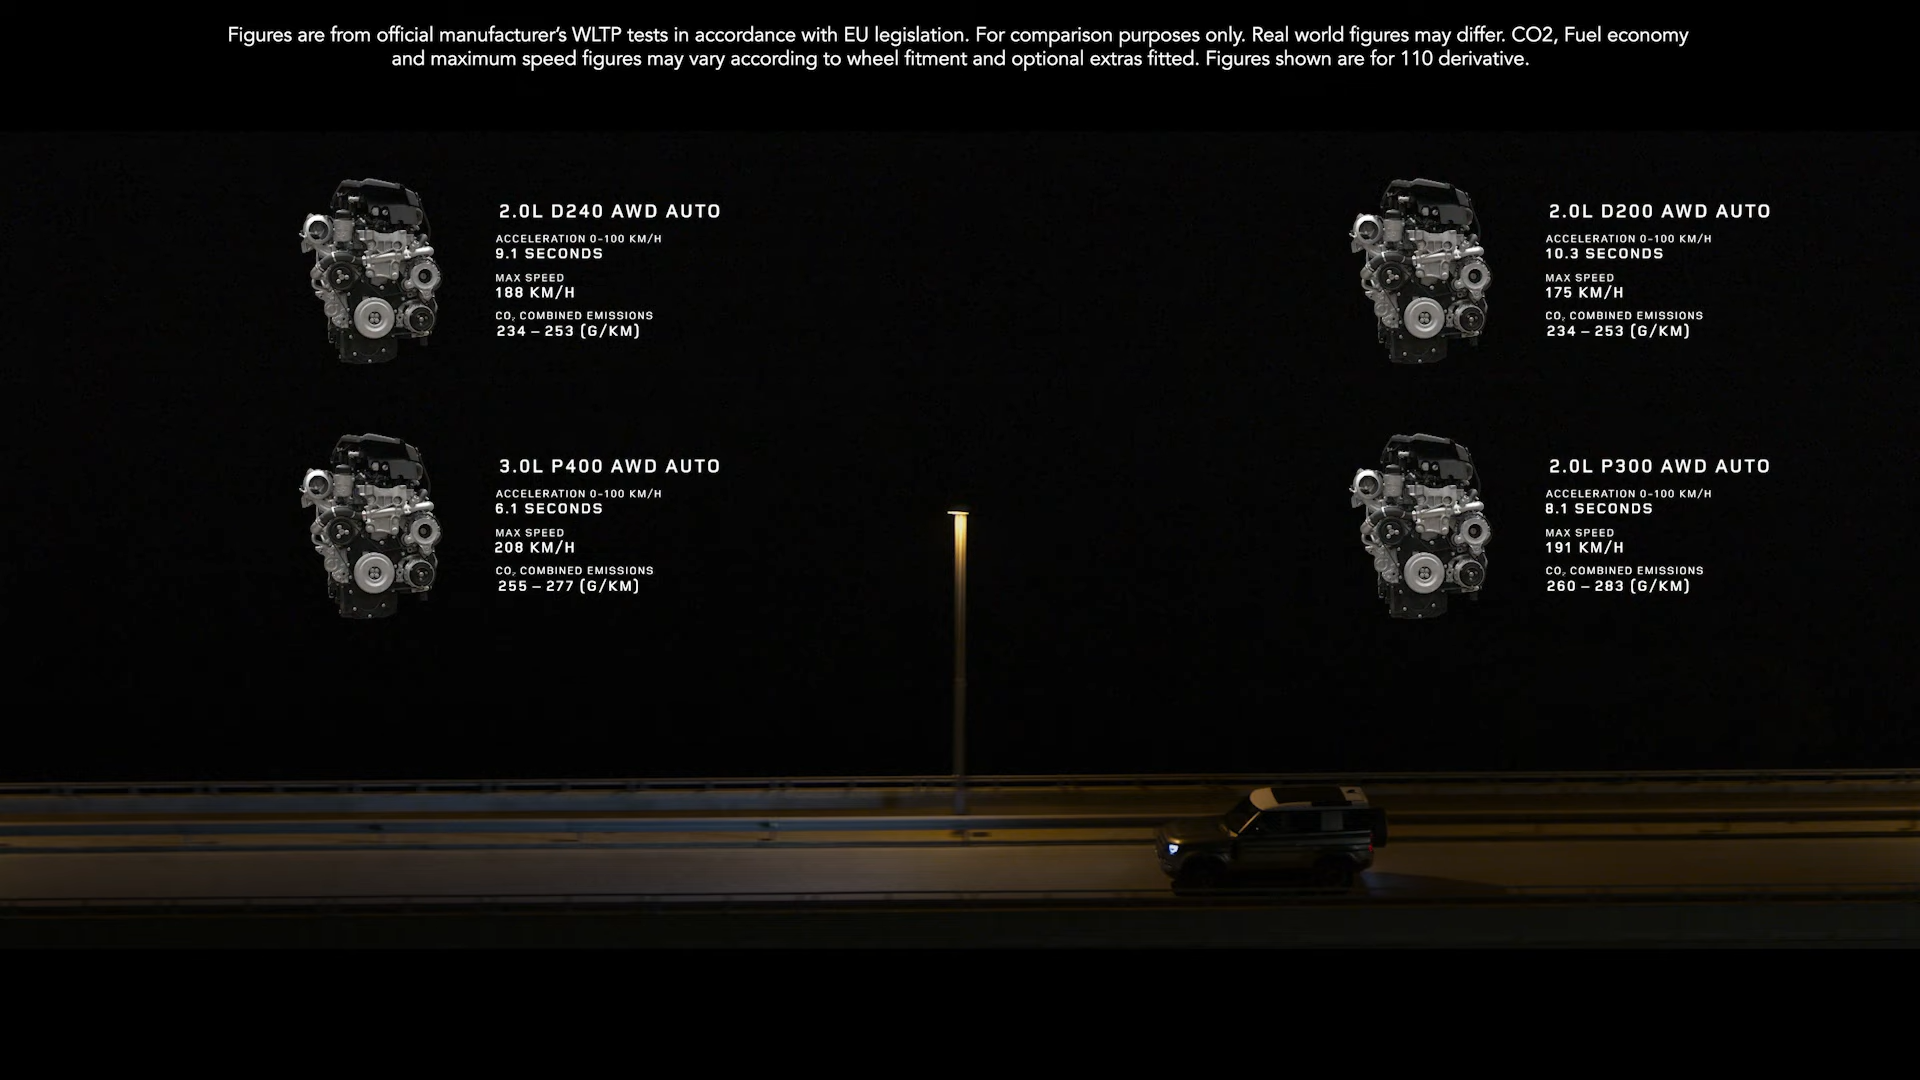 Figures are from official manufacturer's WLTP tests in accordance with EU legislation. For comparison purposes only. Real world figures may differ. CO2, Fuel economy
and maximum speed figures may vary according to wheel fitment and optional extras fitted. Figures shown are for 110 derivative.
2.0L D240 AWD AUTO
ACCELERATION 0-100 KM/H
9.1 SECONDS
MAX SPEED
188 KM/H
CO₂ COMBINED EMISSIONS
234 – 253 (G/KM)
2.0L D200 AWD AUTO
ACCELERATION 0-100 KM/H
10.3 SECONDS
MAX SPEED
175 KM/H
CO₂ COMBINED EMISSIONS
234 – 253 (G/KM)
3.0L P400 AWD AUTO
ACCELERATION 0-100 KM/H
6.1 SECONDS
MAX SPEED
208 KM/H
CO₂ COMBINED EMISSIONS
255 – 277 (G/KM)
2.0L P300 AWD AUTO
ACCELERATION 0-100 KM/H
8.1 SECONDS
MAX SPEED
191 KM/H
CO₂ COMBINED EMISSIONS
260 – 283 (G/KM)